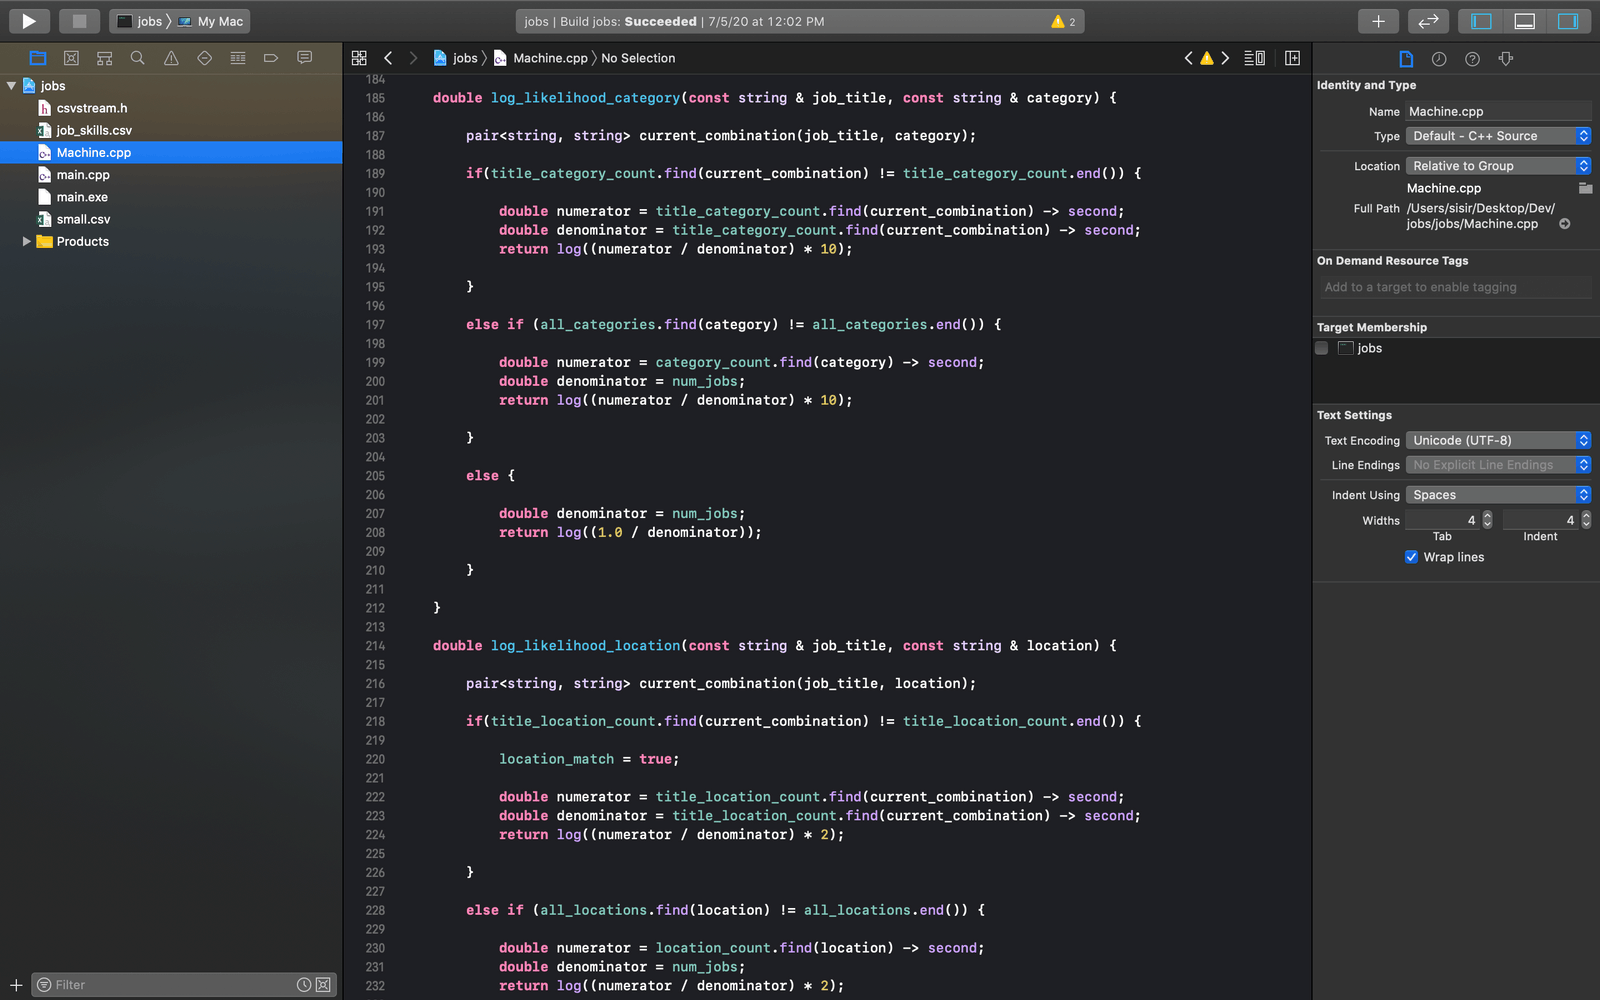 jobs 〉 My Mac
jobs | Build jobs: Succeeded | 7/5/20 at 12:02 PM
2
jobs
csvstream.h
job_skills.csv
Machine.cpp
main.cpp
main.exe
small.csv
Products
Filter
jobs 〉 Machine.cpp 〉 No Selection
184
185 double log_likelihood_category(const string & job_title, const string & category) {
186
187 pair<string, string> current_combination(job_title, category);
188
189 if(title_category_count.find(current_combination) != title_category_count.end()) {
190
191 double numerator = title_category_count.find(current_combination) -> second;
192 double denominator = title_category_count.find(current_combination) -> second;
193 return log((numerator / denominator) * 10);
194
195 }
196
197 else if (all_categories.find(category) != all_categories.end()) {
198
199 double numerator = category_count.find(category) -> second;
200 double denominator = num_jobs;
201 return log((numerator / denominator) * 10);
202
203 }
204
205 else {
206
207 double denominator = num_jobs;
208 return log((1.0 / denominator));
209
210 }
211
212 }
213
214 double log_likelihood_location(const string & job_title, const string & location) {
215
216 pair<string, string> current_combination(job_title, location);
217
218 if(title_location_count.find(current_combination) != title_location_count.end()) {
219
220 location_match = true;
221
222 double numerator = title_location_count.find(current_combination) -> second;
223 double denominator = title_location_count.find(current_combination) -> second;
224 return log((numerator / denominator) * 2);
225
226 }
227
228 else if (all_locations.find(location) != all_locations.end()) {
229
230 double numerator = location_count.find(location) -> second;
231 double denominator = num_jobs;
232 return log((numerator / denominator) * 2);
Identity and Type
Name Machine.cpp
Type Default - C++ Source
Location Relative to Group
Machine.cpp
Full Path /Users/sisir/Desktop/Dev/
jobs/jobs/Machine.cpp
On Demand Resource Tags
Add to a target to enable tagging
Target Membership
jobs
Text Settings
Text Encoding Unicode (UTF-8)
Line Endings No Explicit Line Endings
Indent Using Spaces
Widths 4 4
Tab Indent
Wrap lines